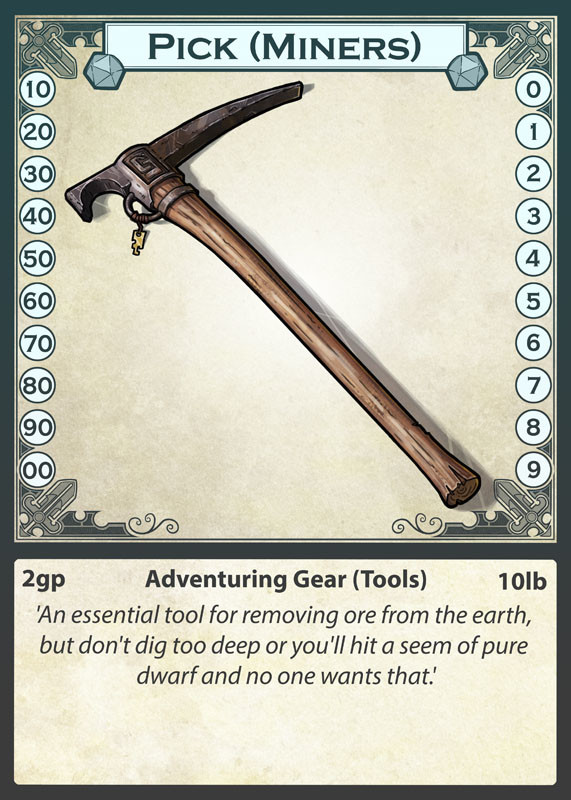 PICK (MINERS)
10 0
20 1
30 2
40 3
50 4
60 5
70 6
80 7
90 8
00 9
2gp Adventuring Gear (Tools) 10lb
'An essential tool for removing ore from the earth,
but don't dig too deep or you'll hit a seem of pure
dwarf and no one wants that.'